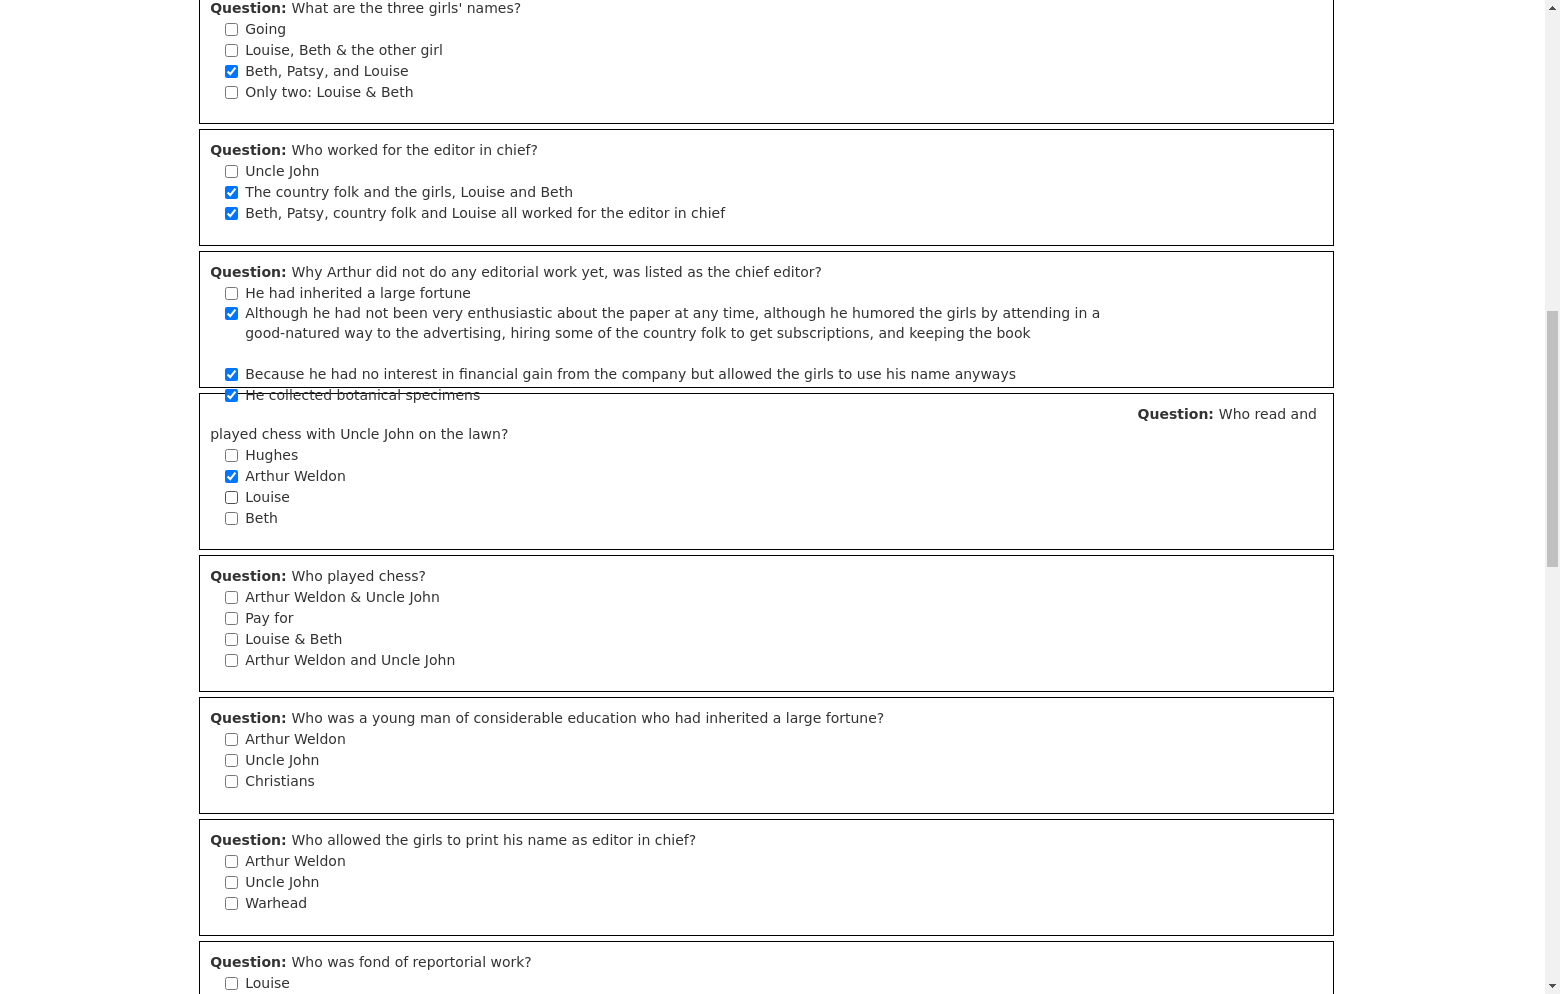 Question: What are the three girls' names?
Going
Louise, Beth & the other girl
Beth, Patsy, and Louise
Only two: Louise & Beth
Question: Who worked for the editor in chief?
Uncle John
The country folk and the girls, Louise and Beth
Beth, Patsy, country folk and Louise all worked for the editor in chief
Question: Why Arthur did not do any editorial work yet, was listed as the chief editor?
He had inherited a large fortune
Although he had not been very enthusiastic about the paper at any time, although he humored the girls by attending in a
good-natured way to the advertising, hiring some of the country folk to get subscriptions, and keeping the book
Because he had no interest in financial gain from the company but allowed the girls to use his name anyways
He collected botanical specimens
Question: Who read and
played chess with Uncle John on the lawn?
Hughes
Arthur Weldon
Louise
Beth
Question: Who played chess?
Arthur Weldon & Uncle John
Pay for
Louise & Beth
Arthur Weldon and Uncle John
Question: Who was a young man of considerable education who had inherited a large fortune?
Arthur Weldon
Uncle John
Christians
Question: Who allowed the girls to print his name as editor in chief?
Arthur Weldon
Uncle John
Warhead
Question: Who was fond of reportorial work?
Louise